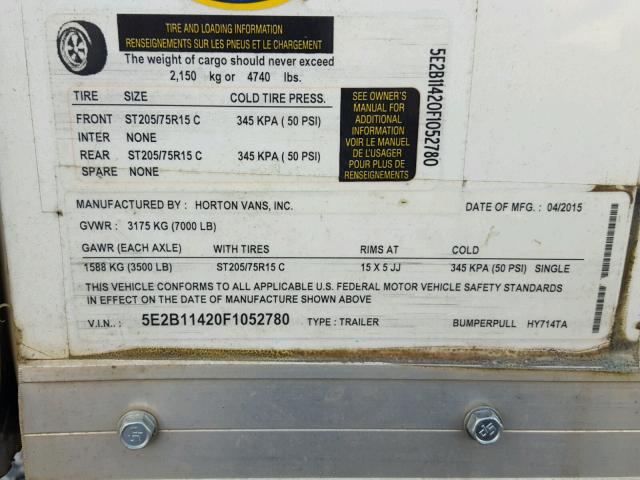 TIRE AND LOADING INFORMATION
RENSEIGNEMENTS SUR LES PNEUS ET LE CHARGEMENT
The weight of cargo should never exceed
2,150 kg or 4740 lbs.
TIRE SIZE COLD TIRE PRESS.
FRONT ST205/75R15 C 345 KPA ( 50 PSI)
INTER NONE
REAR ST205/75R15 C 345 KPA ( 50 PSI)
SPARE NONE
SEE OWNER'S
MANUAL FOR
ADDITIONAL
INFORMATION
VOIR LE MANUEL
DE L'USAGER
POUR PLUS DE
RENSEIGNEMENTS
5E2B11420F1052780
MANUFACTURED BY : HORTON VANS, INC. DATE OF MFG. : 04/2015
GVWR : 3175 KG (7000 LB)
GAWR (EACH AXLE) WITH TIRES RIMS AT COLD
1588 KG (3500 LB) ST205/75R15 C 15 X 5 JJ 345 KPA (50 PSI) SINGLE
THIS VEHICLE CONFORMS TO ALL APPLICABLE U.S. FEDERAL MOTOR VEHICLE SAFETY STANDARDS
IN EFFECT ON THE DATE OF MANUFACTURE SHOWN ABOVE
V.I.N.. : 5E2B11420F1052780 TYPE : TRAILER BUMPERPULL HY714TA